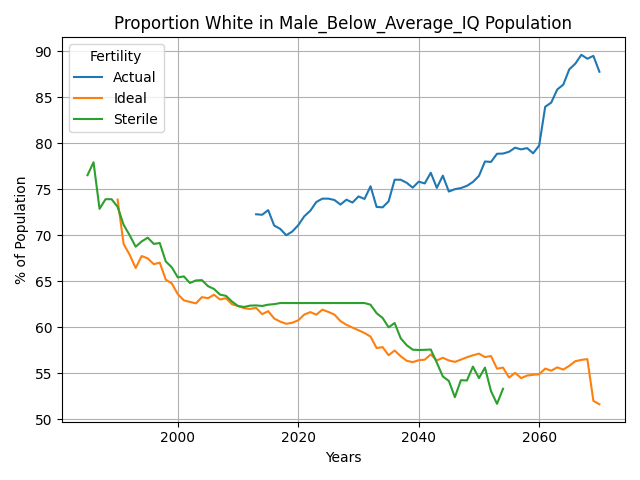 Proportion White in Male_Below_Average_IQ Population
Fertility
Actual
Ideal
Sterile
% of Population
90
85
80
75
70
65
60
55
50
2000
2020
2040
2060
Years